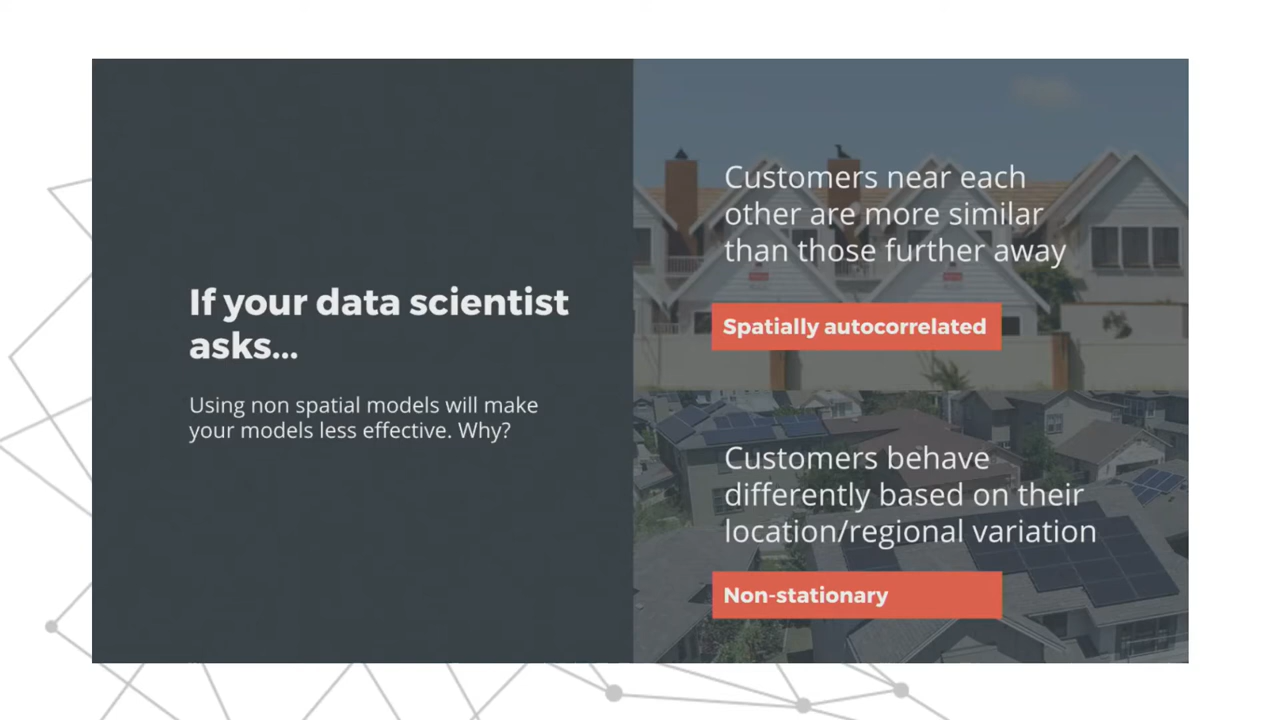 If your data scientist
asks...
Using non spatial models will make
your models less effective. Why?
Customers near each
other are more similar
than those further away
Spatially autocorrelated
Customers behave
differently based on their
location/regional variation
Non-stationary